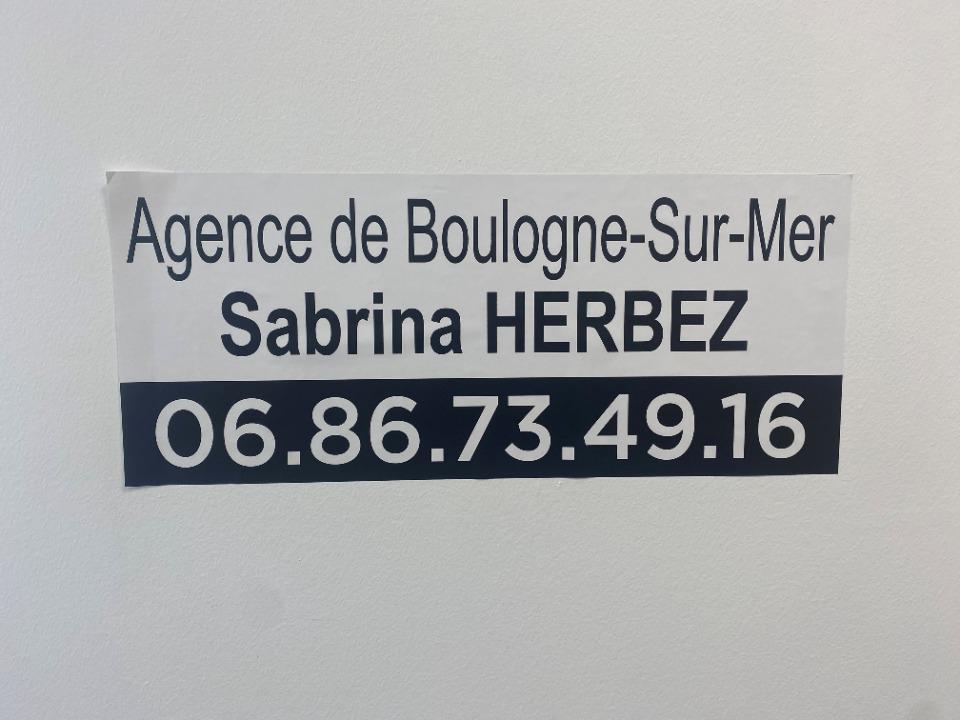 Agence de Boulogne-Sur-Mer
Sabrina HERBEZ
06.86.73.49.16